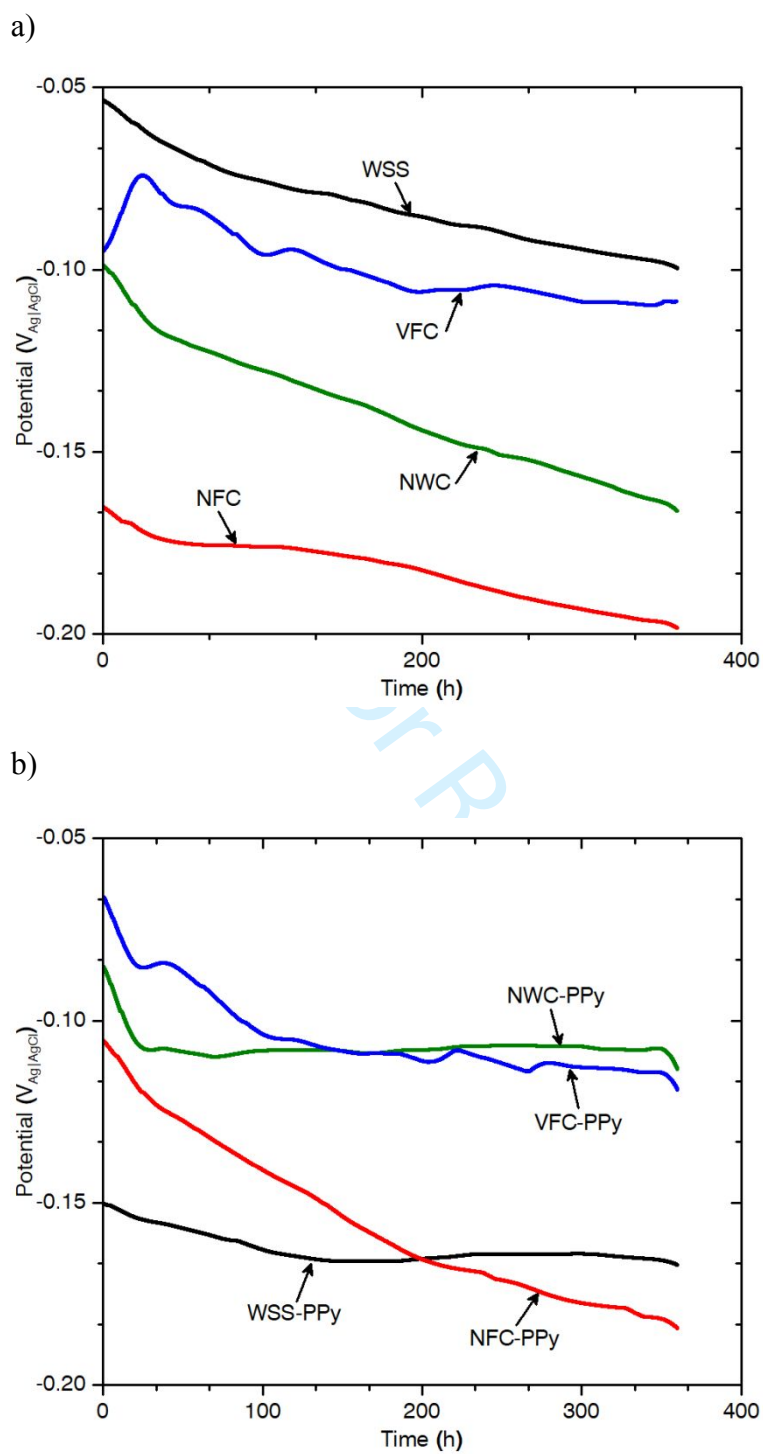 a)
-0.05
WSS
-0.10
VFC
Potential (V_Ag|AgCl)
-0.15
NWC
NFC
-0.20
0 200 400
Time (h)
or R
b)
-0.05
NWC-PPy
-0.10
VFC-PPy
Potential (V_Ag|AgCl)
-0.15
WSS-PPy
NFC-PPy
-0.20
0 100 200 300 400
Time (h)